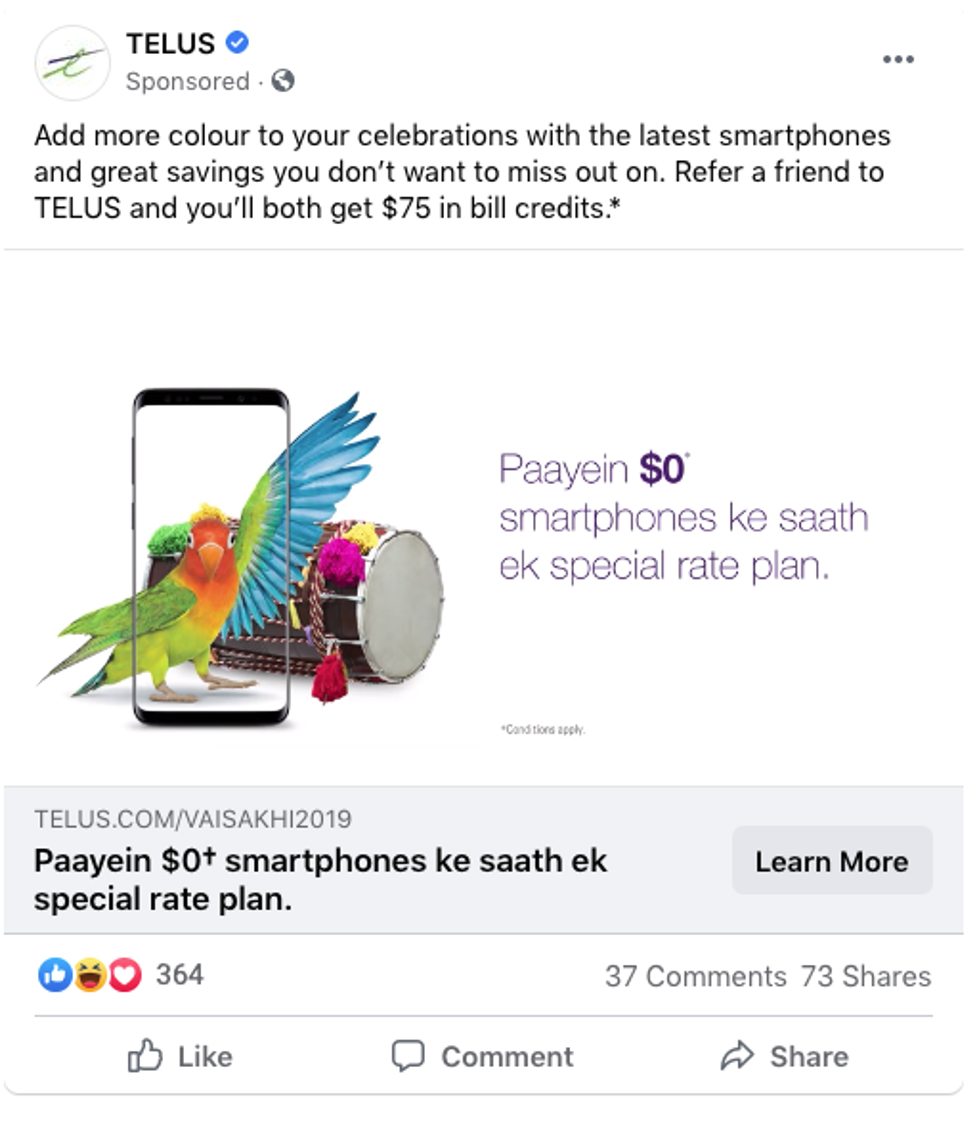 TELUS
Sponsored ·
Add more colour to your celebrations with the latest smartphones
and great savings you don't want to miss out on. Refer a friend to
TELUS and you'll both get $75 in bill credits.*
Paayein $0*
smartphones ke saath
ek special rate plan.
*Conditions apply.
TELUS.COM/VAISAKHI2019
Paayein $0† smartphones ke saath ek
special rate plan.
Learn More
364
37 Comments 73 Shares
Like
Comment
Share